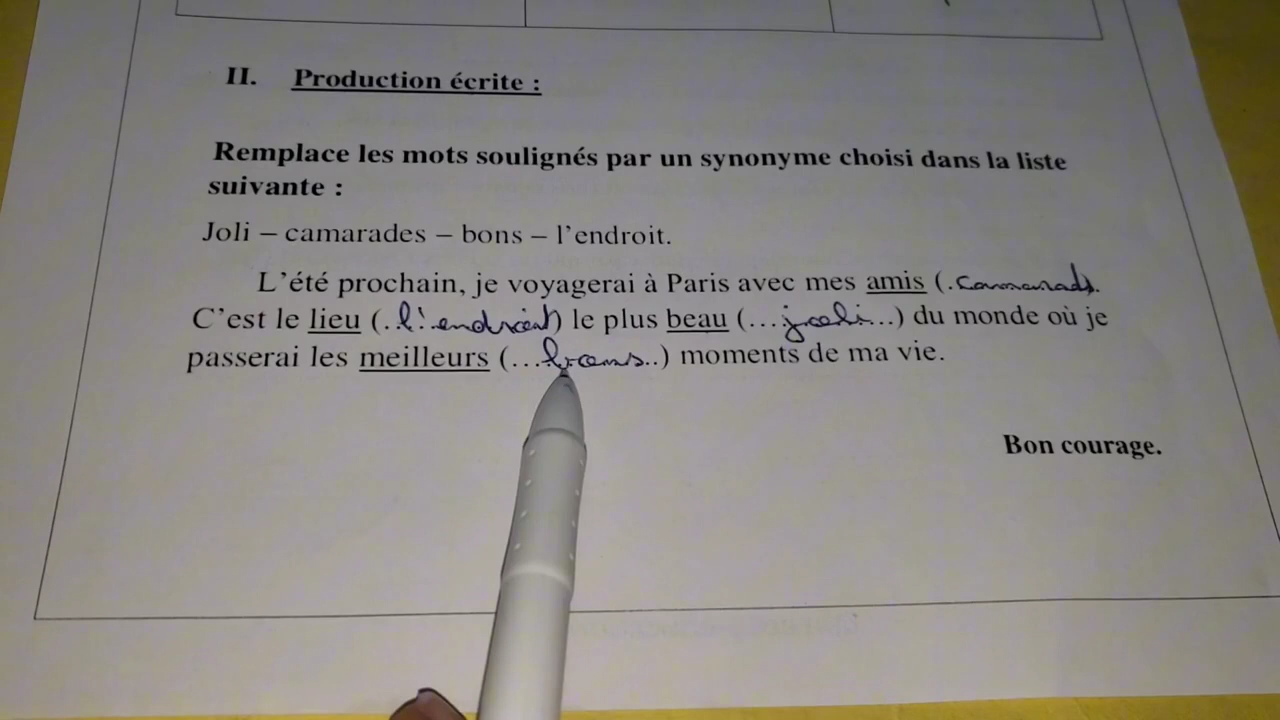 II. Production écrite :
Remplace les mots soulignés par un synonyme choisi dans la liste
suivante :
Joli – camarades – bons – l'endroit.
L'été prochain, je voyagerai à Paris avec mes amis (.camarad).
C'est le lieu (..l'endroit) le plus beau (...joli...) du monde où je
passerai les meilleurs (...bons..) moments de ma vie.
Bon courage.